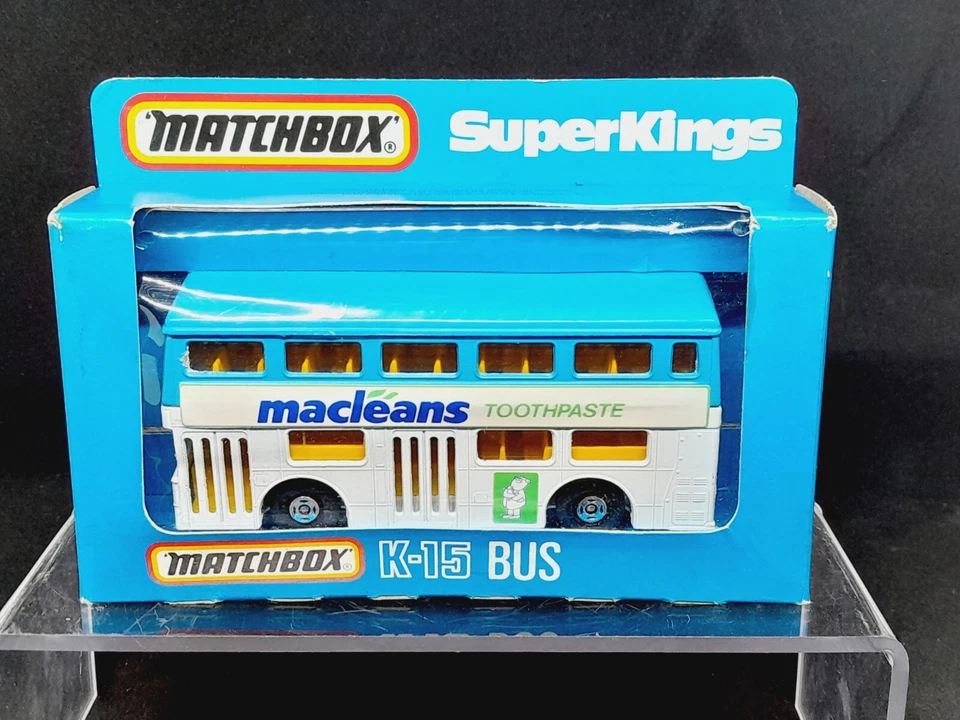 'MATCHBOX'®
SuperKings
macleans TOOTHPASTE
'MATCHBOX'® K-15 BUS